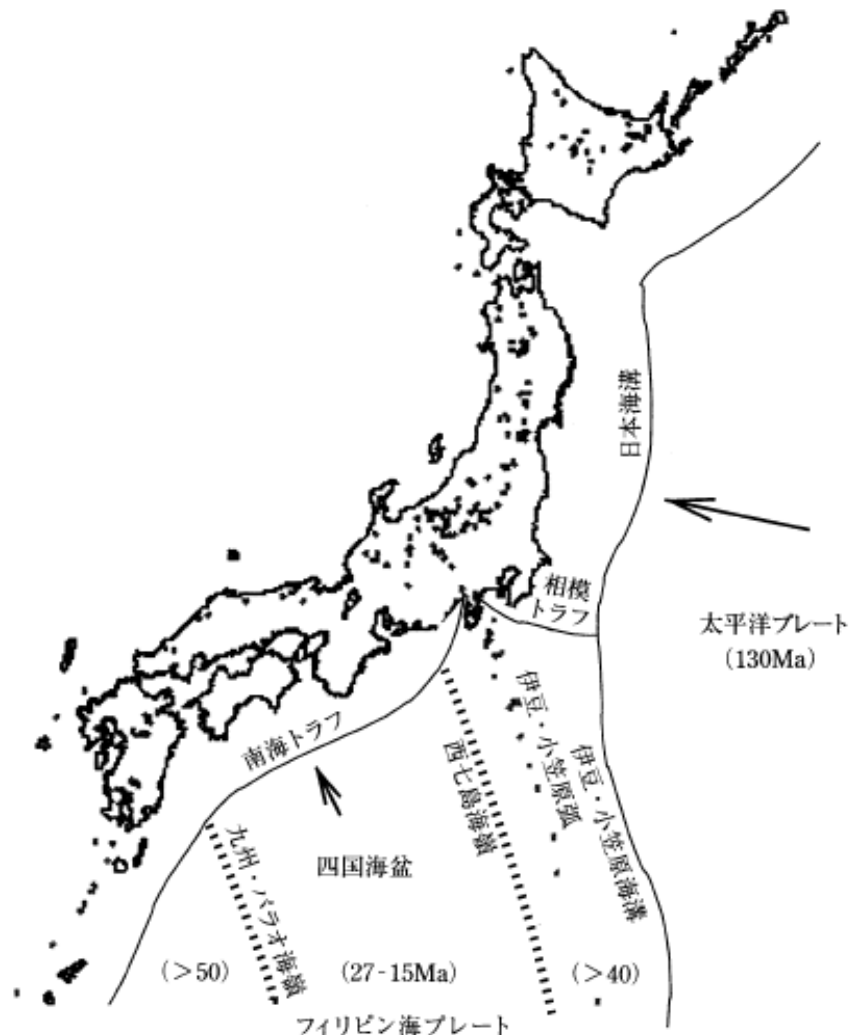 日本海溝
相模
トラフ
太平洋プレート
(130Ma)
南海トラフ
西七島海嶺
伊豆・小笠原弧
伊豆・小笠原海溝
九州・パラオ海嶺
四国海盆
(>50)
(27-15Ma)
(>40)
フィリピン海プレート